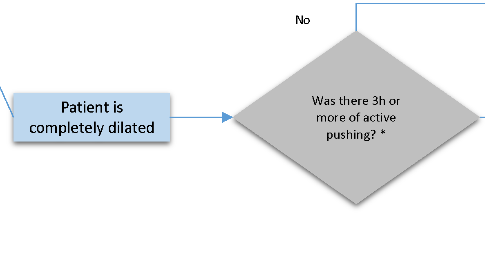 No
Patient is
completely dilated
Was there 3h or
more of active
pushing? *